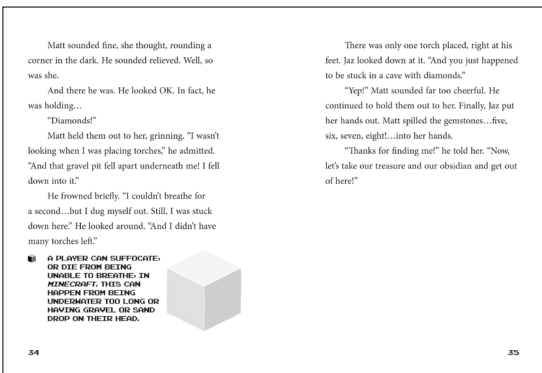 Matt sounded fine, she thought, rounding a
corner in the dark. He sounded relieved. Well, so
was she.
And there he was. He looked OK. In fact, he
was holding…
"Diamonds!"
Matt held them out to her, grinning. "I wasn't
looking when I was placing torches," he admitted.
"And that gravel pit fell apart underneath me! I fell
down into it."
He frowned briefly. "I couldn't breathe for
a second…but I dug myself out. Still, I was stuck
down here." He looked around. "And I didn't have
many torches left."
A PLAYER CAN SUFFOCATE,
OR DIE FROM BEING
UNABLE TO BREATHE, IN
MINECRAFT. THIS CAN
HAPPEN FROM BEING
UNDERWATER TOO LONG OR
HAVING GRAVEL OR SAND
DROP ON THEIR HEAD.
34
There was only one torch placed, right at his
feet. Jaz looked down at it. "And you just happened
to be stuck in a cave with diamonds."
"Yep!" Matt sounded far too cheerful. He
continued to hold them out to her. Finally, Jaz put
her hands out. Matt spilled the gemstones…five,
six, seven, eight!…into her hands.
"Thanks for finding me!" he told her. "Now,
let's take our treasure and our obsidian and get out
of here!"
35